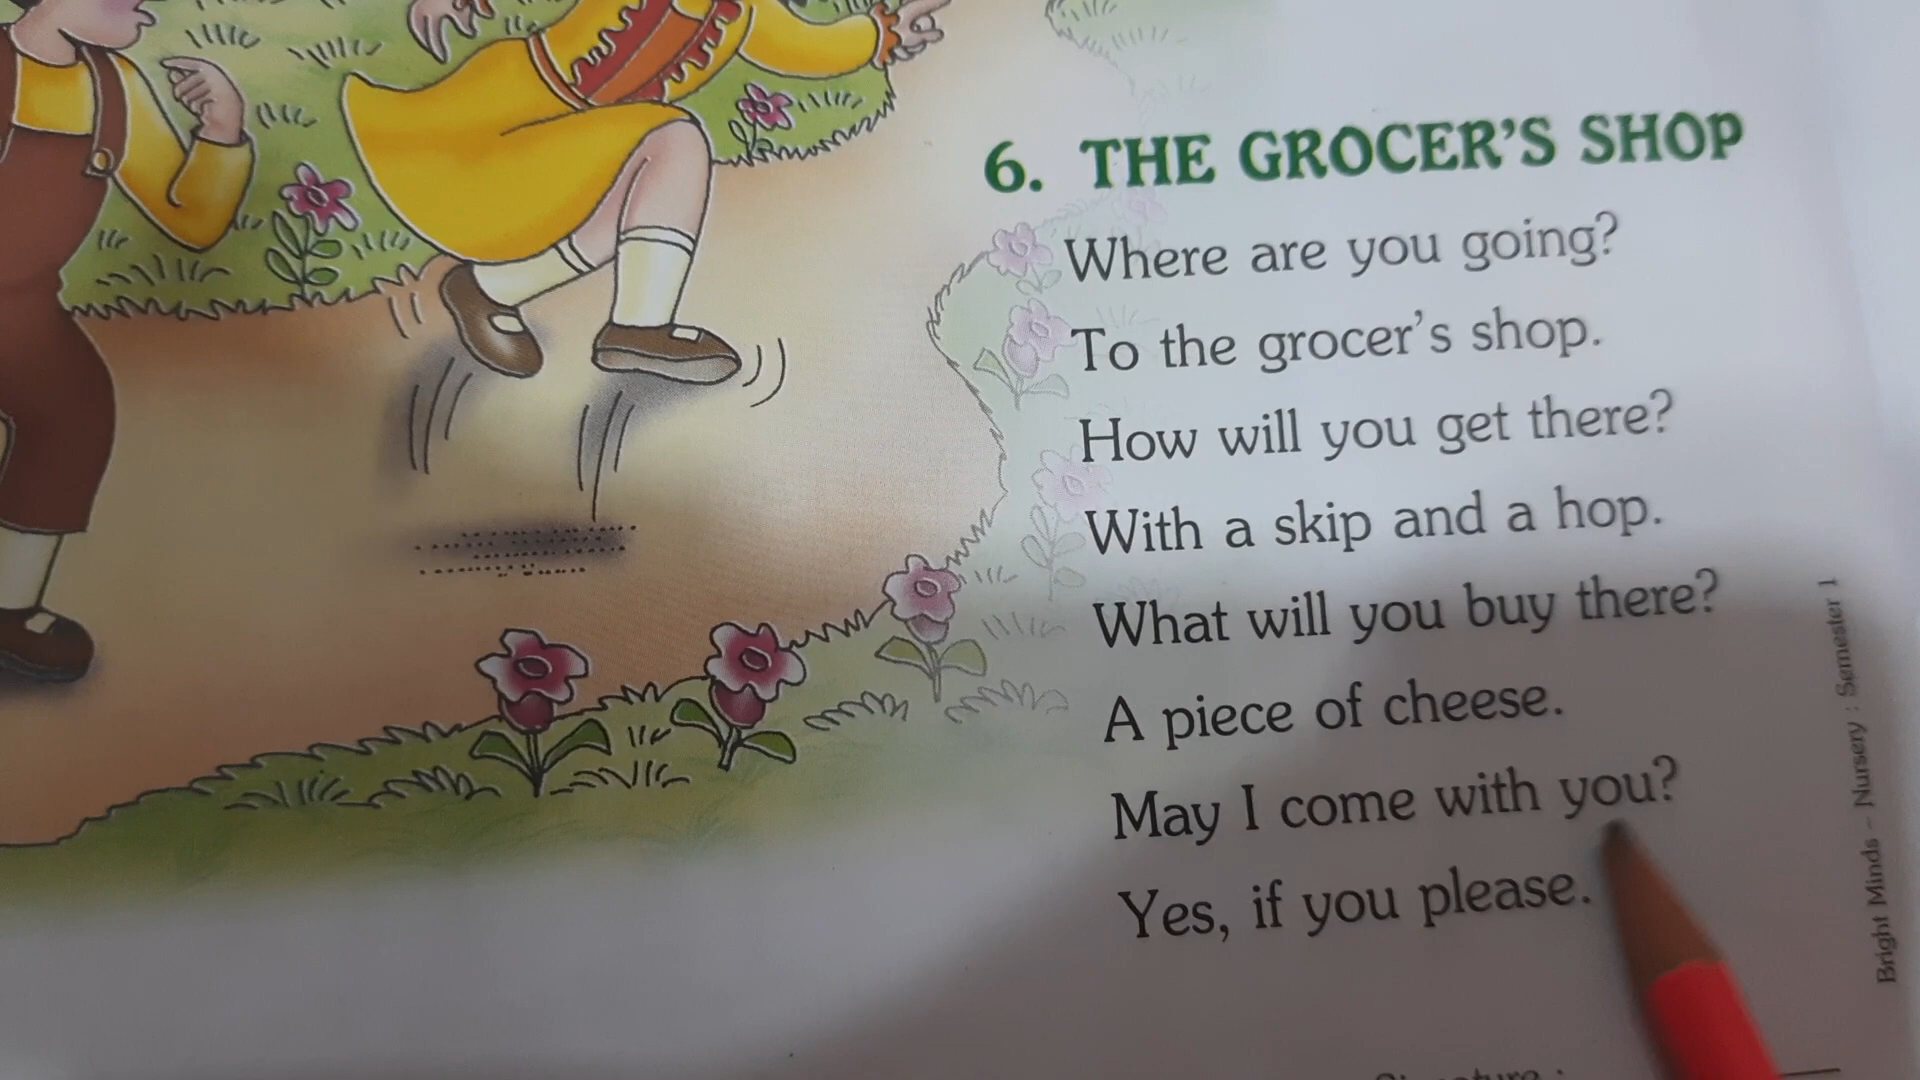 6. THE GROCER'S SHOP
Where are you going?
To the grocer's shop.
How will you get there?
With a skip and a hop.
What will you buy there?
A piece of cheese.
May I come with you?
Yes, if you please.
Bright Minds – Nursery : Semester 1